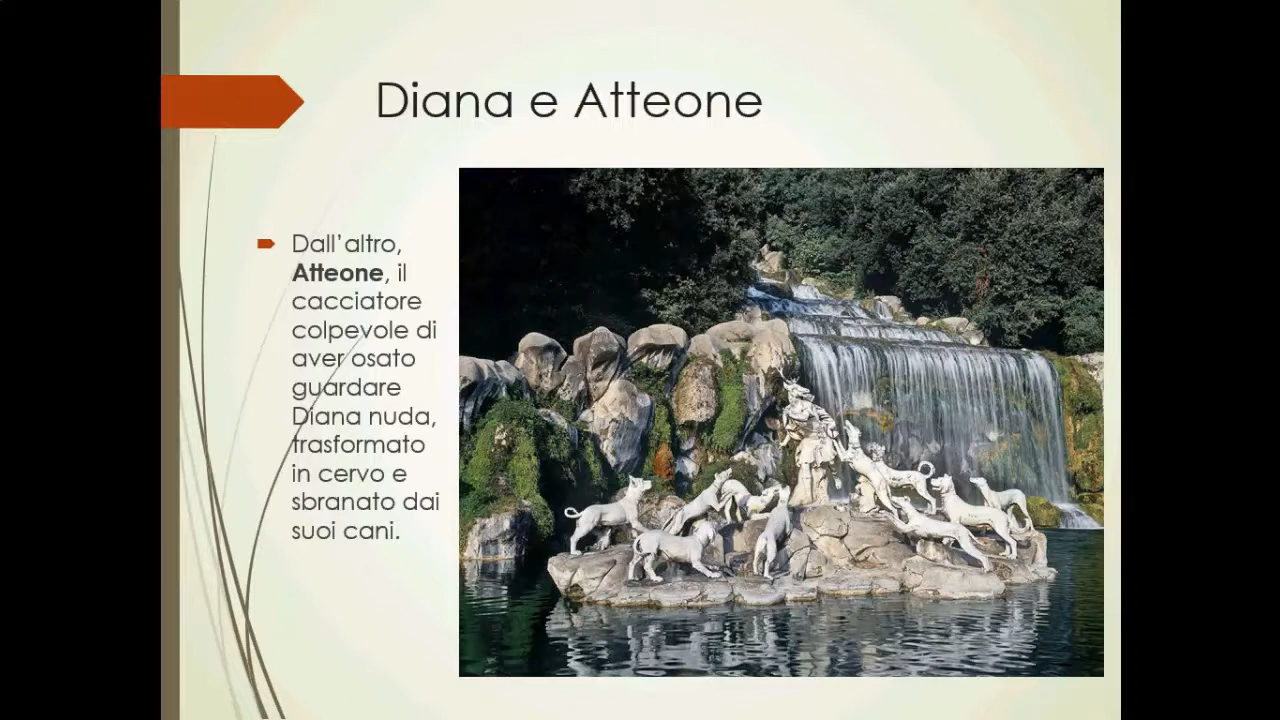 Diana e Atteone
Dall’altro,
Atteone, il
cacciatore
colpevole di
aver osato
guardare
Diana nuda,
trasformato
in cervo e
sbranato dai
suoi cani.